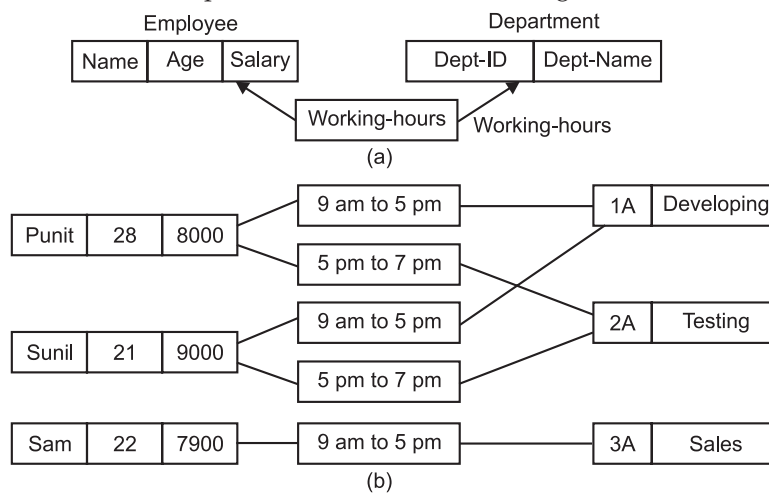 Employee Department
Name Age Salary Dept-ID Dept-Name
Working-hours Working-hours
(a)
9 am to 5 pm 1A Developing
Punit 28 8000
5 pm to 7 pm
9 am to 5 pm 2A Testing
Sunil 21 9000
5 pm to 7 pm
Sam 22 7900 9 am to 5 pm 3A Sales
(b)